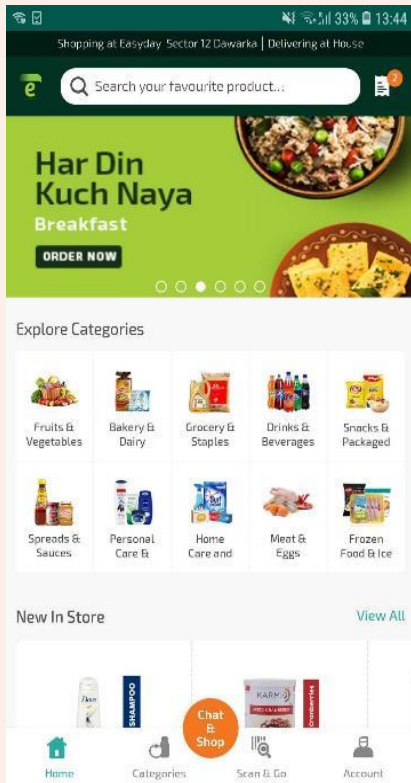 33% 13:44
Shopping at Easyday Sector 12 Dawarka | Delivering at House
e
Search your favourite product...
2
Har Din
Kuch Naya
Breakfast
ORDER NOW
Explore Categories
Fruits &
Vegetables
Bakery &
Dairy
Grocery &
Staples
Drinks &
Beverages
Snacks &
Packaged
Spreads &
Sauces
Personal
Care &
Home
Care and
Meat &
Eggs
Frozen
Food & Ice
New In Store
View All
Dove
SHAMPOO
Chat
&
Shop
Cranberries
Home
Categories
Scan & Go
Account